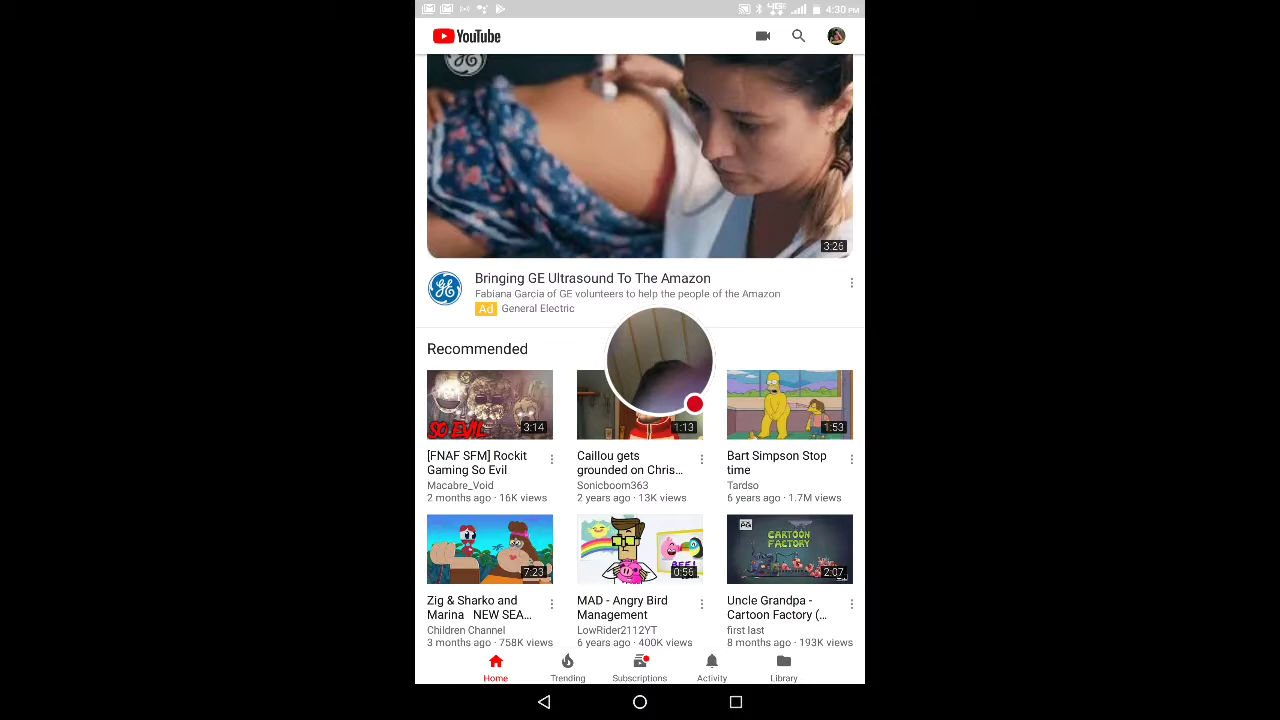 4:30 PM
YouTube
3:26
Bringing GE Ultrasound To The Amazon
Fabiana Garcia of GE volunteers to help the people of the Amazon
Ad General Electric
Recommended
SO EVIL
3:14
1:13
1:53
[FNAF SFM] Rockit
Gaming So Evil
Macabre_Void
2 months ago · 16K views
Caillou gets
grounded on Chris...
Sonicboom363
2 years ago · 13K views
Bart Simpson Stop
time
Tardso
6 years ago · 1.7M views
7:23
BEE!
0:56
PG
CARTOON
FACTORY
2:07
Zig & Sharko and
Marina NEW SEA...
Children Channel
3 months ago · 758K views
MAD - Angry Bird
Management
LowRider2112YT
6 years ago · 400K views
Uncle Grandpa -
Cartoon Factory (...
first last
8 months ago · 193K views
Home
Trending
Subscriptions
Activity
Library